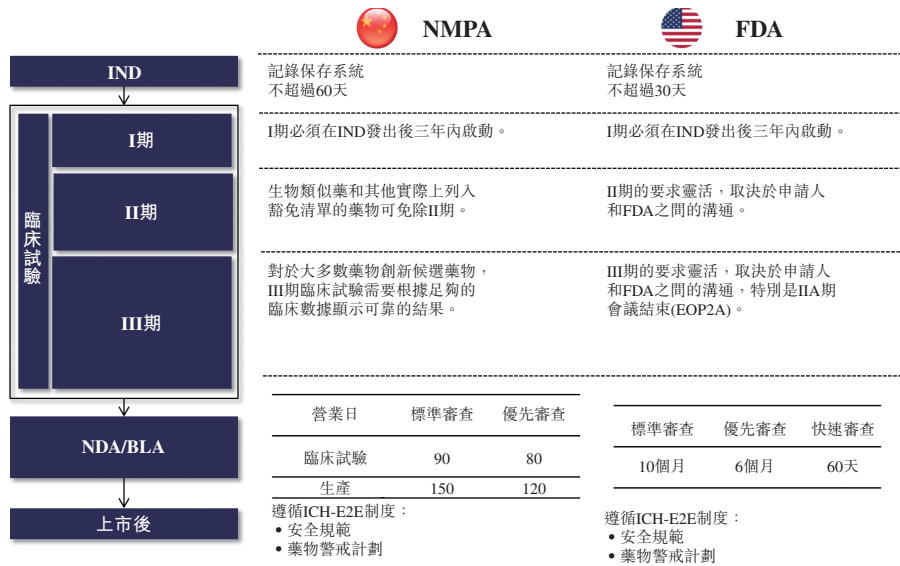 NMPA
FDA
IND
記錄保存系統
不超過60天
記錄保存系統
不超過30天
臨床試驗
I期
I期必須在IND發出後三年內啟動。
I期必須在IND發出後三年內啟動。
II期
生物類似藥和其他實際上列入
豁免清單的藥物可免除II期。
II期的要求靈活，取決於申請人
和FDA之間的溝通。
III期
對於大多數藥物創新候選藥物，
III期臨床試驗需要根據足夠的
臨床數據顯示可靠的結果。
III期的要求靈活，取決於申請人
和FDA之間的溝通，特別是IIA期
會議結束(EOP2A)。
NDA/BLA
營業日 標準審查 優先審查
臨床試驗 90 80
生產 150 120
標準審查 優先審查 快速審查
10個月 6個月 60天
上市後
遵循ICH-E2E制度：
• 安全規範
• 藥物警戒計劃
遵循ICH-E2E制度：
• 安全規範
• 藥物警戒計劃